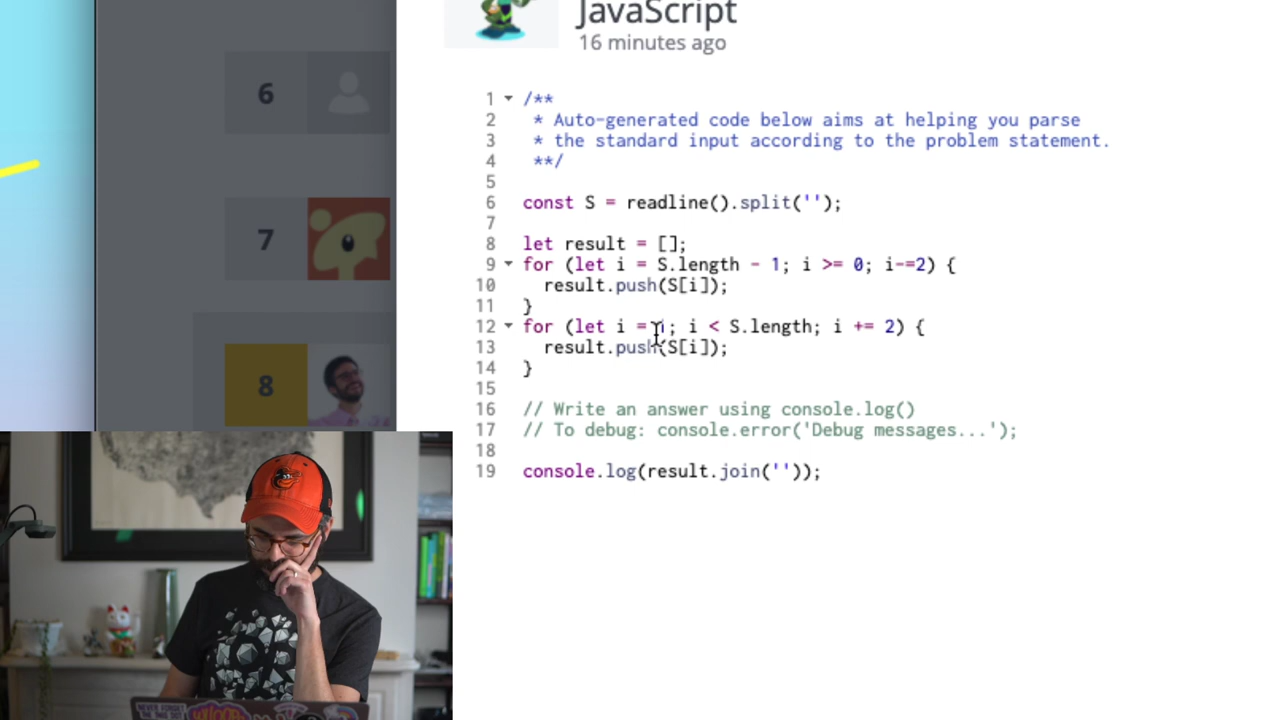 JavaScript
16 minutes ago
6
7
8
1 /**
2 * Auto-generated code below aims at helping you parse
3 * the standard input according to the problem statement.
4 **/
5
6 const S = readline().split('');
7
8 let result = [];
9 for (let i = S.length - 1; i >= 0; i-=2) {
10 result.push(S[i]);
11 }
12 for (let i = 1; i < S.length; i += 2) {
13 result.push(S[i]);
14 }
15
16 // Write an answer using console.log()
17 // To debug: console.error('Debug messages...');
18
19 console.log(result.join(''));
NEVER FORGET
WHOOP